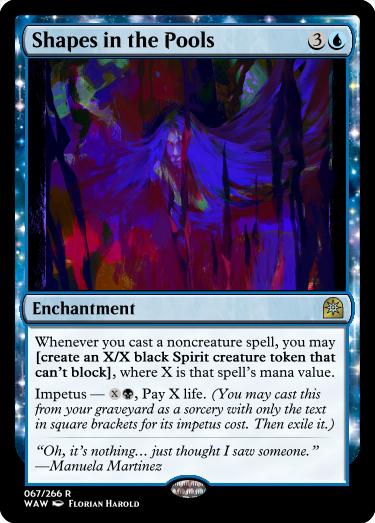 Shapes in the Pools 3
Enchantment
Whenever you cast a noncreature spell, you may
[create an X/X black Spirit creature token that
can't block], where X is that spell's mana value.
Impetus — X, Pay X life. (You may cast this
from your graveyard as a sorcery with only the text
in square brackets for its impetus cost. Then exile it.)
“Oh, it's nothing... just thought I saw someone.”
—Manuela Martinez
067/266 R
WAW Florian Harold